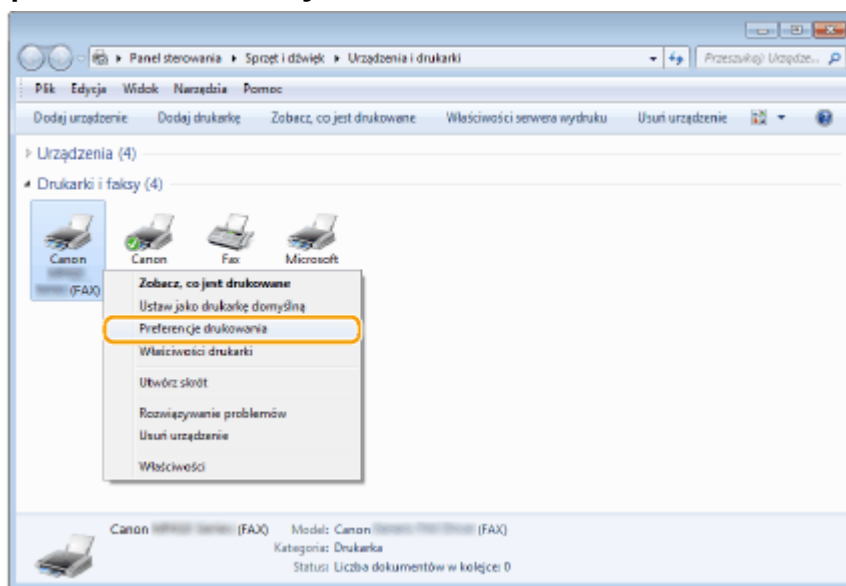 Panel sterowania ▸ Sprzęt i dźwięk ▸ Urządzenia i drukarki
Przeszukaj: Urządze...
Plik Edycja Widok Narzędzia Pomoc
Dodaj urządzenie Dodaj drukarkę Zobacz, co jest drukowane Właściwości serwera wydruku Usuń urządzenie
Urządzenia (4)
Drukarki i faksy (4)
Canon Canon Fax Microsoft
(FAX)
Zobacz, co jest drukowane
Ustaw jako drukarkę domyślną
Preferencje drukowania
Właściwości drukarki
Utwórz skrót
Rozwiązywanie problemów
Usuń urządzenie
Właściwości
Canon (FAX) Model: Canon (FAX)
Kategoria: Drukarka
Status: Liczba dokumentów w kolejce: 0